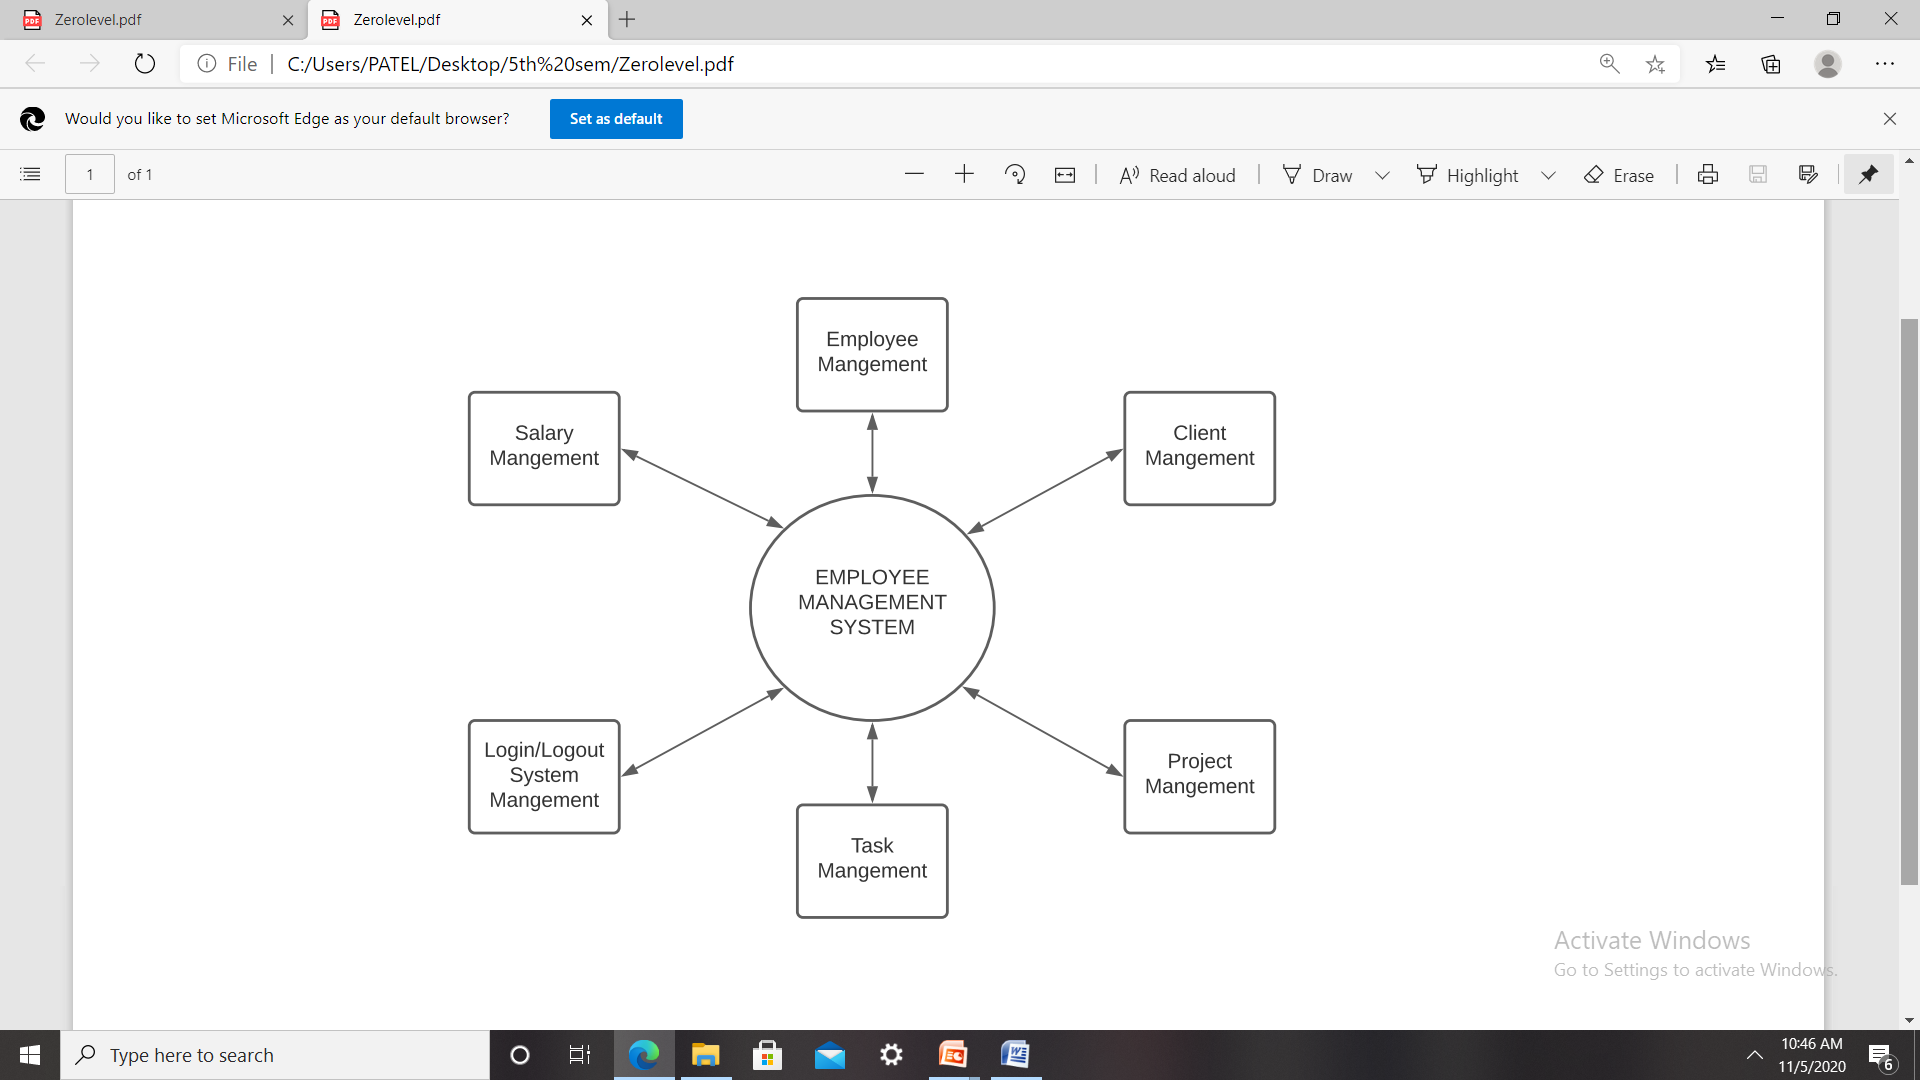 Zerolevel.pdf
Zerolevel.pdf
File
C:/Users/PATEL/Desktop/5th%20sem/Zerolevel.pdf
Would you like to set Microsoft Edge as your default browser?
Set as default
1
of 1
Read aloud
Draw
Highlight
Erase
Employee
Mangement
Salary
Mangement
Client
Mangement
EMPLOYEE
MANAGEMENT
SYSTEM
Login/Logout
System
Mangement
Project
Mangement
Task
Mangement
Activate Windows
Go to Settings to activate Windows.
Type here to search
10:46 AM
11/5/2020
6